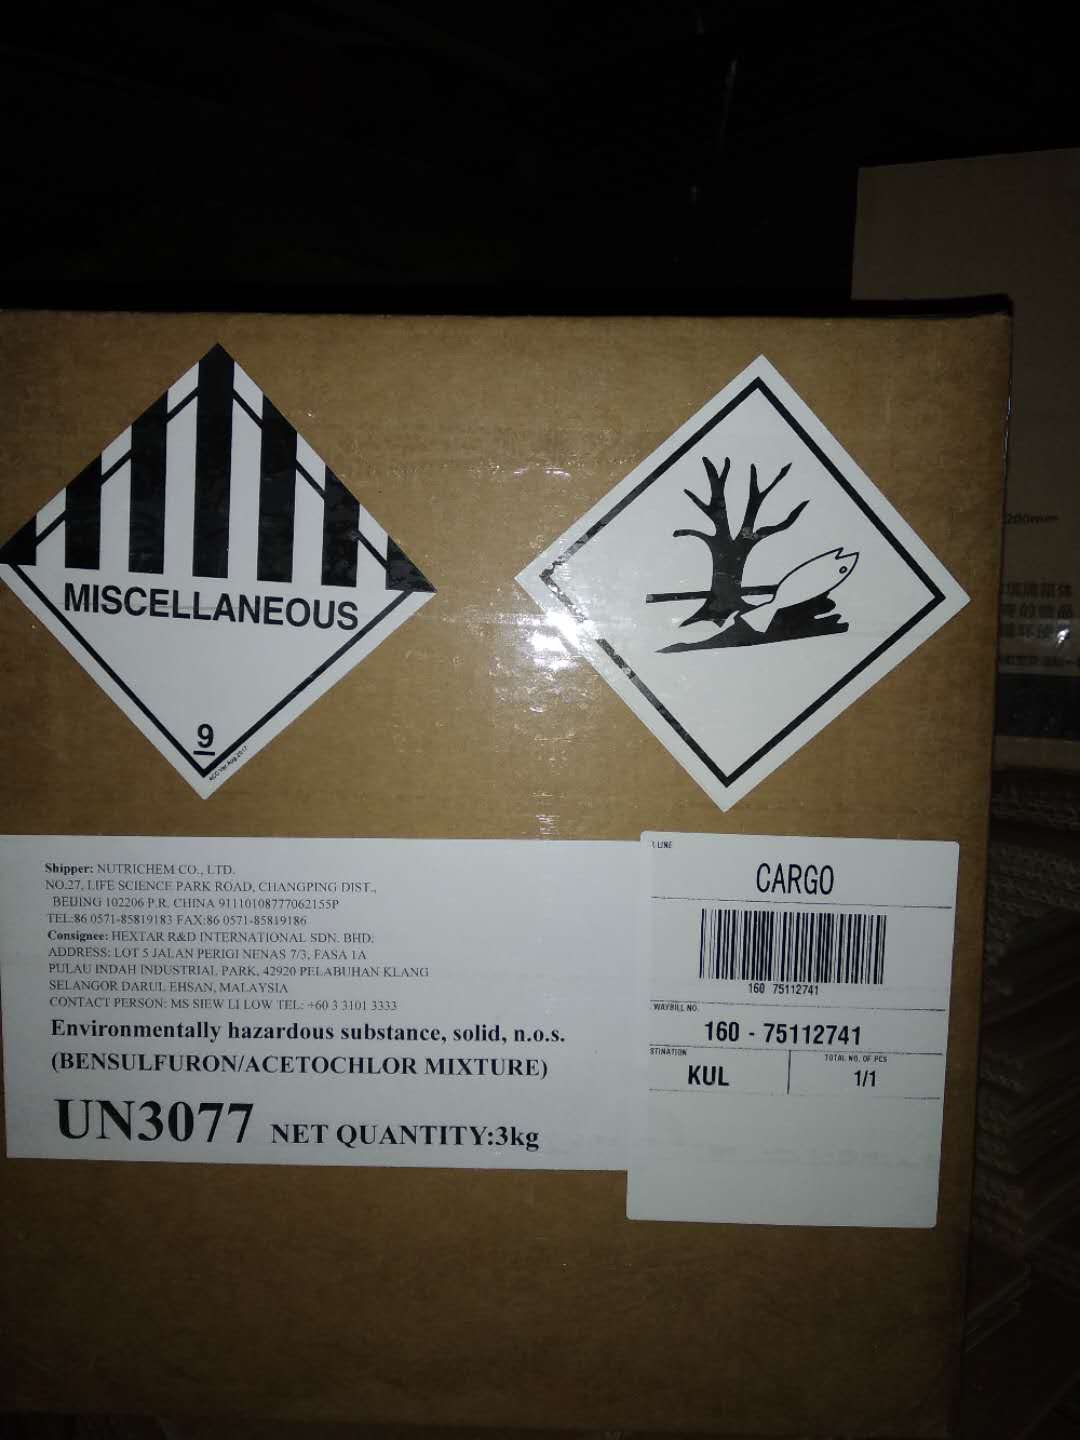 MISCELLANEOUS
9
Shipper: NUTRICHEM CO., LTD.
NO.27, LIFE SCIENCE PARK ROAD, CHANGPING DIST.,
BEIJING 102206 P.R. CHINA 91110108777062155P
TEL:86 0571-85819183 FAX:86 0571-85819186
Consignee: HEXTAR R&D INTERNATIONAL SDN. BHD.
ADDRESS: LOT 5 JALAN PERIGI NENAS 7/3, FASA 1A
PULAU INDAH INDUSTRIAL PARK, 42920 PELABUHAN KLANG
SELANGOR DARUL EHSAN, MALAYSIA
CONTACT PERSON: MS SIEW LI LOW TEL: +60 3 3101 3333
Environmentally hazardous substance, solid, n.o.s.
(BENSULFURON/ACETOCHLOR MIXTURE)
UN3077 NET QUANTITY:3kg
LINE
CARGO
160 75112741
WAYBILL NO.
160 - 75112741
STINATION
KUL
TOTAL NO. OF PCS
1/1
200mm